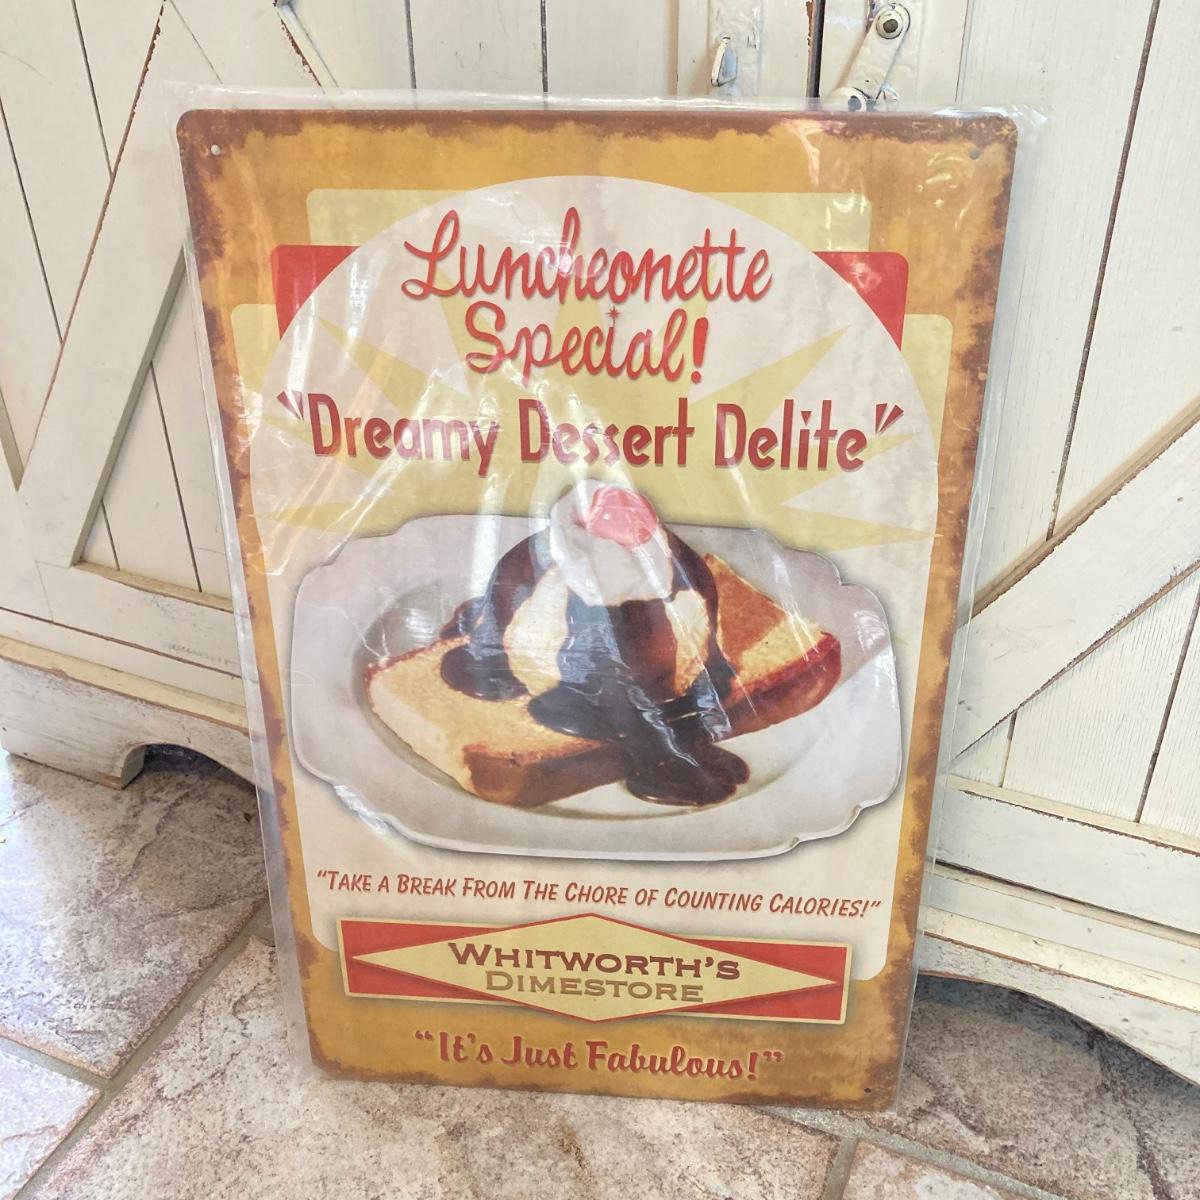 Luncheonette
Special!
"Dreamy Dessert Delite"
"TAKE A BREAK FROM THE CHORE OF COUNTING CALORIES!"
WHITWORTH'S
DIMESTORE
"It's Just Fabulous!"